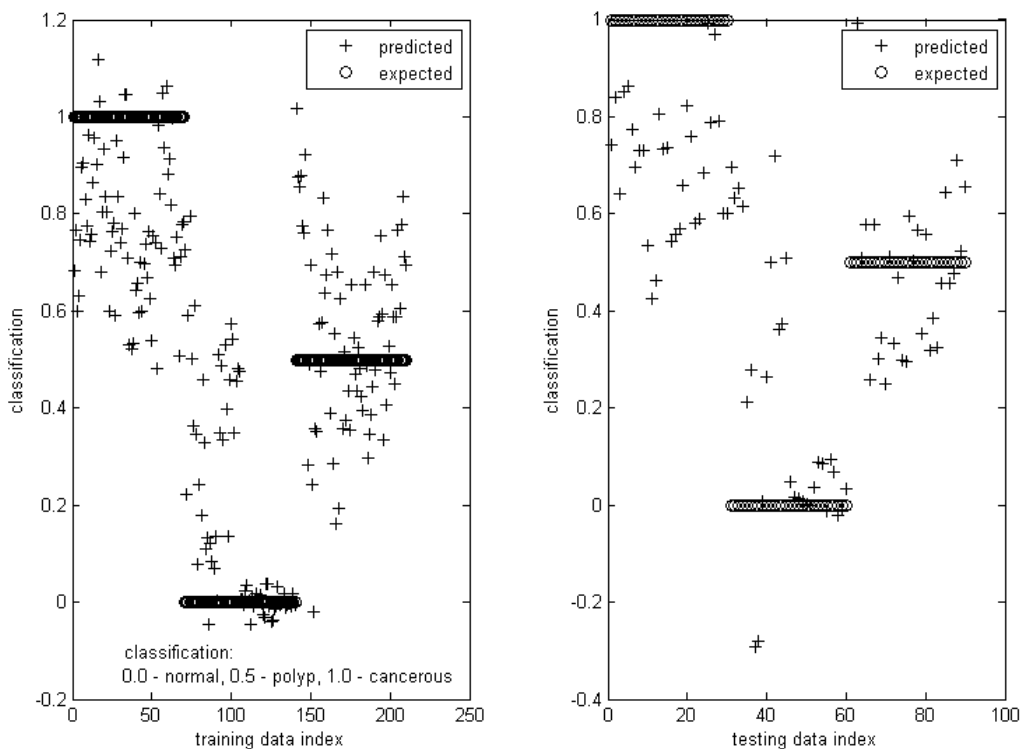 1.2
1
0.8
0.6
0.4
0.2
0
-0.2
classification
predicted
expected
classification:
0.0 - normal, 0.5 - polyp, 1.0 - cancerous
0 50 100 150 200 250
training data index
1
0.8
0.6
0.4
0.2
0
-0.2
-0.4
classification
predicted
expected
0 20 40 60 80 100
testing data index